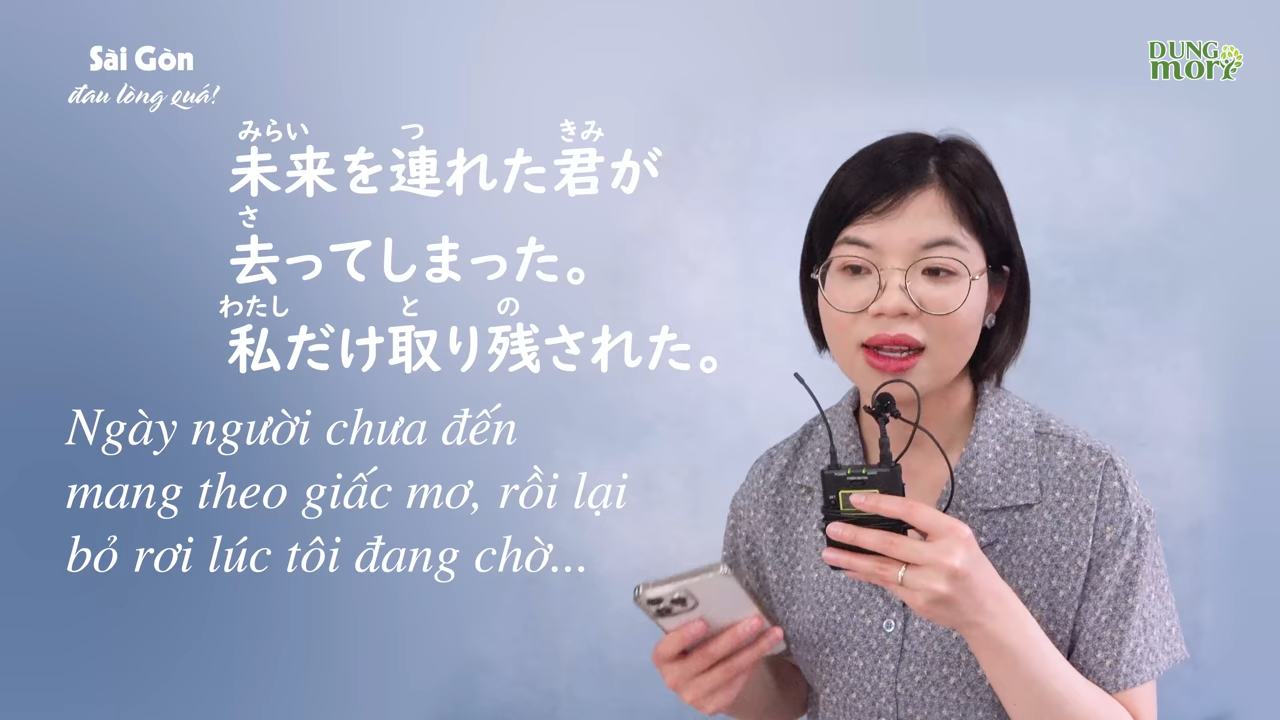 Sài Gòn
đau lòng quá!
DUNG
mori
みらい つ きみ
未来を連れた君が
さ
去ってしまった。
わたし と の
私だけ取り残された。
Ngày người chưa đến
mang theo giấc mơ, rồi lại
bỏ rơi lúc tôi đang chờ...